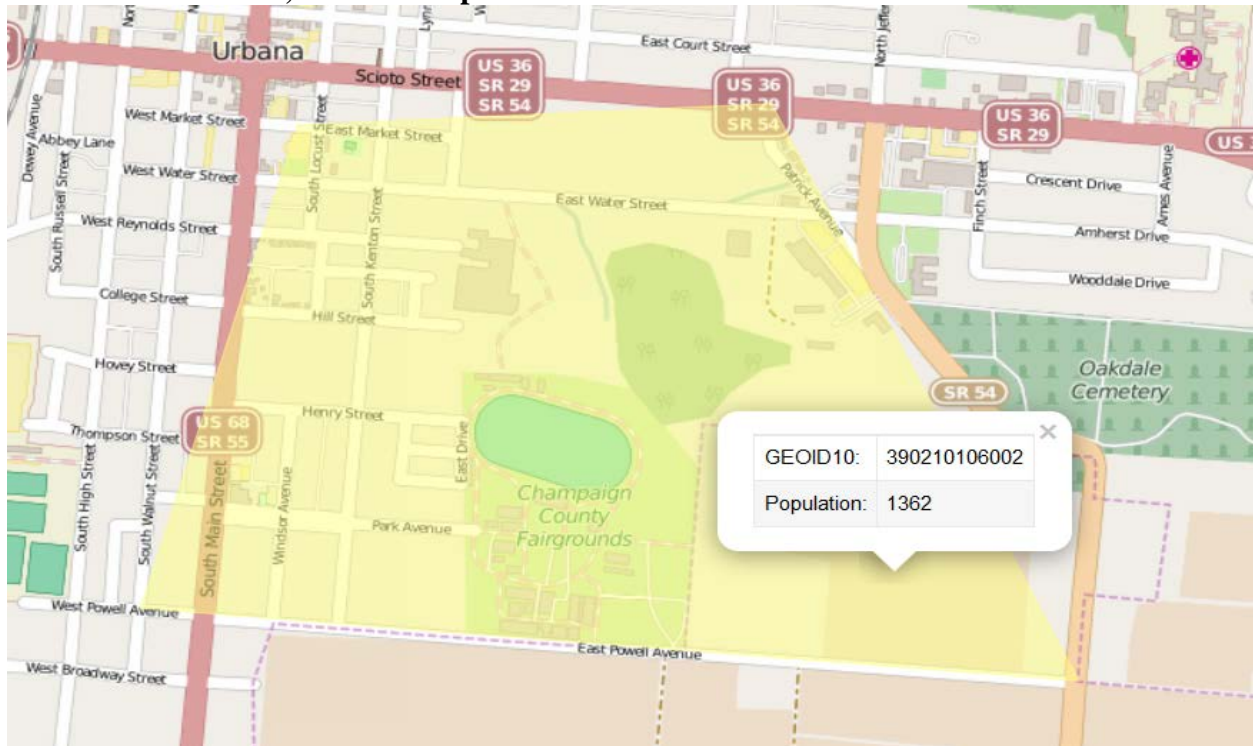 East Court Street
North Jeffe
Urbana
Scioto Street
US 36
SR 29
SR 54
US 36
SR 29
SR 54
US 36
SR 29
US
West Market Street
East Market Street
Dewey Avenue
Abbey Lane
South Locust Street
West Water Street
East Water Street
Patrick Avenue
Finch Street
Crescent Drive
Ames Avenue
South Russell Street
West Reynolds Street
South Kenton Street
Amherst Drive
Wooddale Drive
College Street
Hill Street
Hovey Street
Oakdale
Cemetery
SR 54
Henry Street
US 68
SR 55
Thompson Street
East Drive
GEOID10: 390210106002
Population: 1362
×
Champaign
County
Fairgrounds
South High Street
South Walnut Street
South Main Street
Windsor Avenue
Park Avenue
West Powell Avenue
East Powell Avenue
West Broadway Street